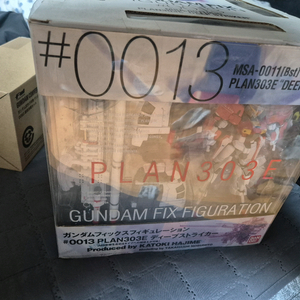 #0013
MSA-0011(Bst)
PLAN303E "DEEP
PLAN303E
GUNDAM FIX FIGURATION
ガンダムフィックスフィギュレーション
#0013 PLAN303E ディープストライカー
Produced by KATOKI HAJIME